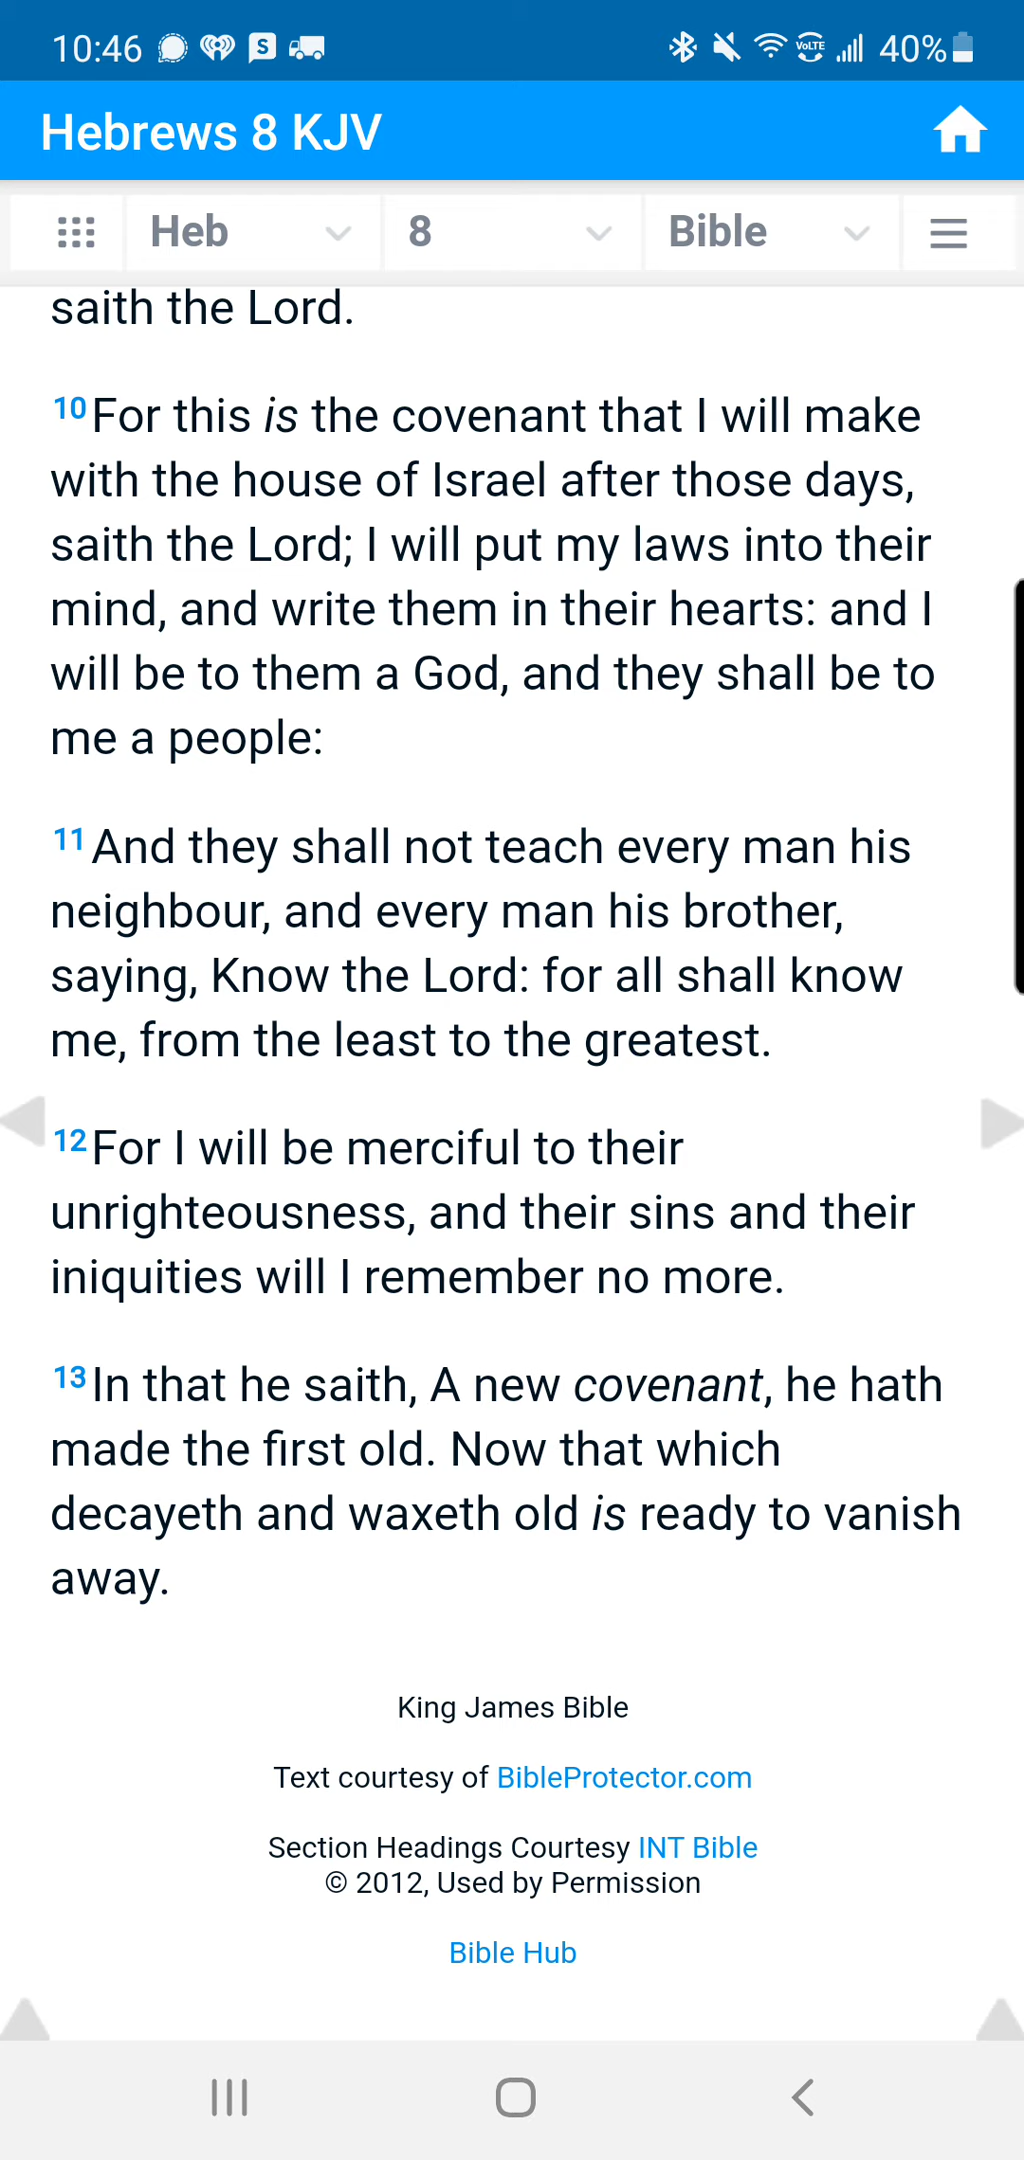 10:46 S VoLTE 40%
Hebrews 8 KJV
Heb 8 Bible
saith the Lord.
10 For this is the covenant that I will make
with the house of Israel after those days,
saith the Lord; I will put my laws into their
mind, and write them in their hearts: and I
will be to them a God, and they shall be to
me a people:
11 And they shall not teach every man his
neighbour, and every man his brother,
saying, Know the Lord: for all shall know
me, from the least to the greatest.
12 For I will be merciful to their
unrighteousness, and their sins and their
iniquities will I remember no more.
13 In that he saith, A new covenant, he hath
made the first old. Now that which
decayeth and waxeth old is ready to vanish
away.
King James Bible
Text courtesy of BibleProtector.com
Section Headings Courtesy INT Bible
© 2012, Used by Permission
Bible Hub